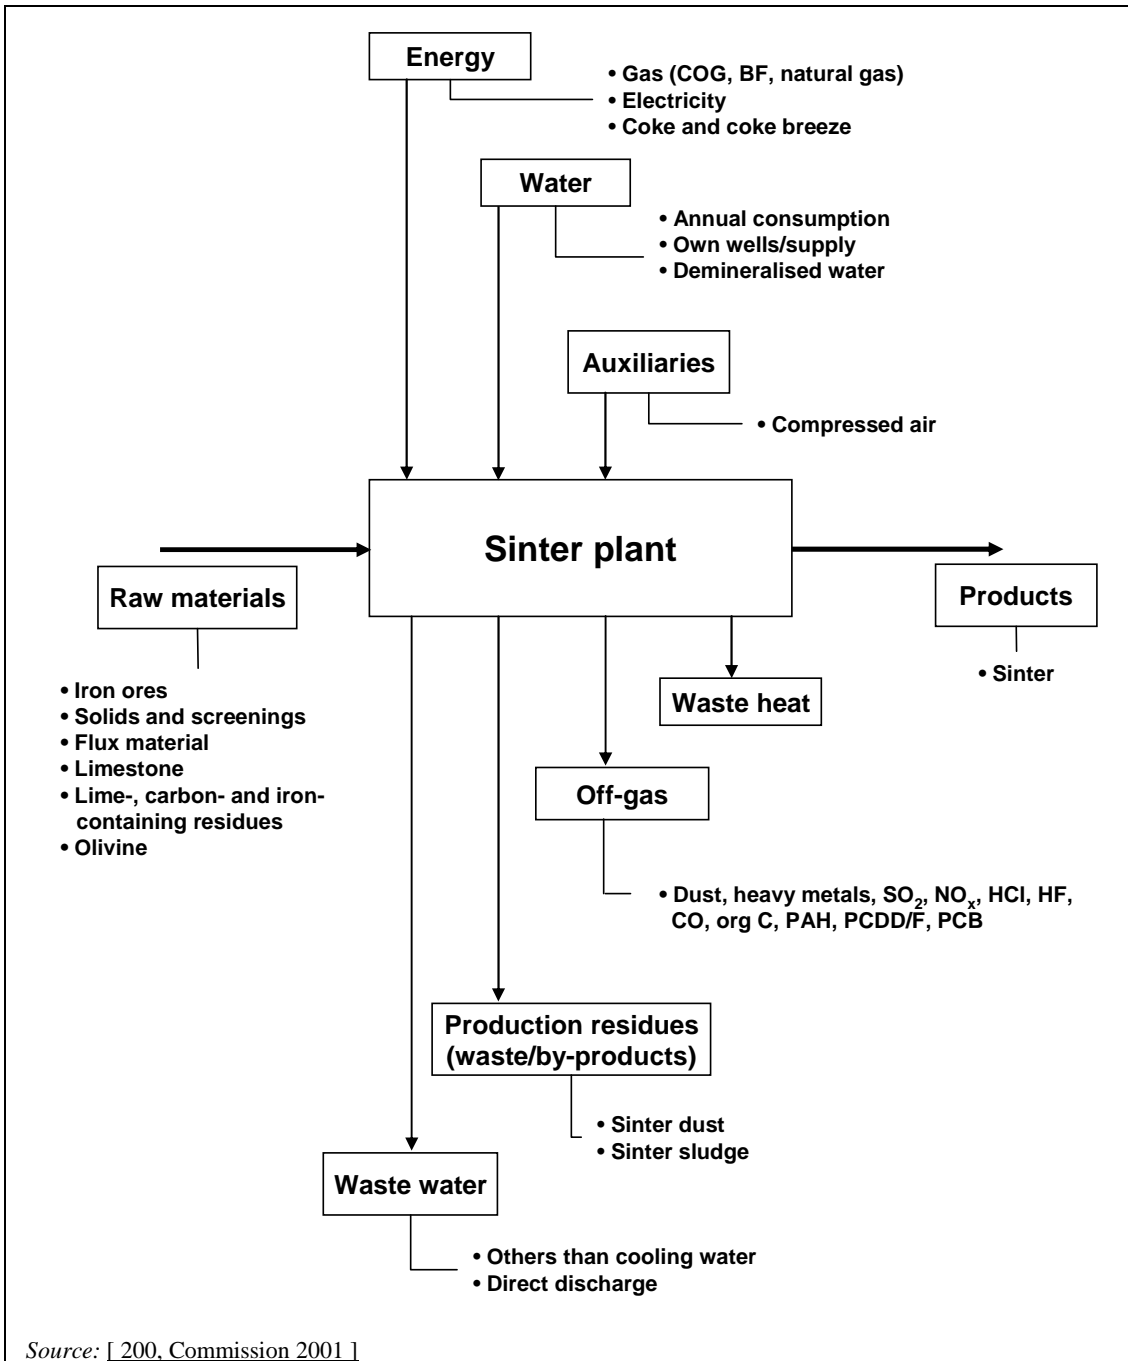 Energy
• Gas (COG, BF, natural gas)
• Electricity
• Coke and coke breeze
Water
• Annual consumption
• Own wells/supply
• Demineralised water
Auxiliaries
• Compressed air
Sinter plant
Raw materials
• Iron ores
• Solids and screenings
• Flux material
• Limestone
• Lime-, carbon- and iron-
containing residues
• Olivine
Products
• Sinter
Waste heat
Off-gas
• Dust, heavy metals, SO2, NOx, HCl, HF,
CO, org C, PAH, PCDD/F, PCB
Production residues
(waste/by-products)
• Sinter dust
• Sinter sludge
Waste water
• Others than cooling water
• Direct discharge
Source: [ 200, Commission 2001 ]